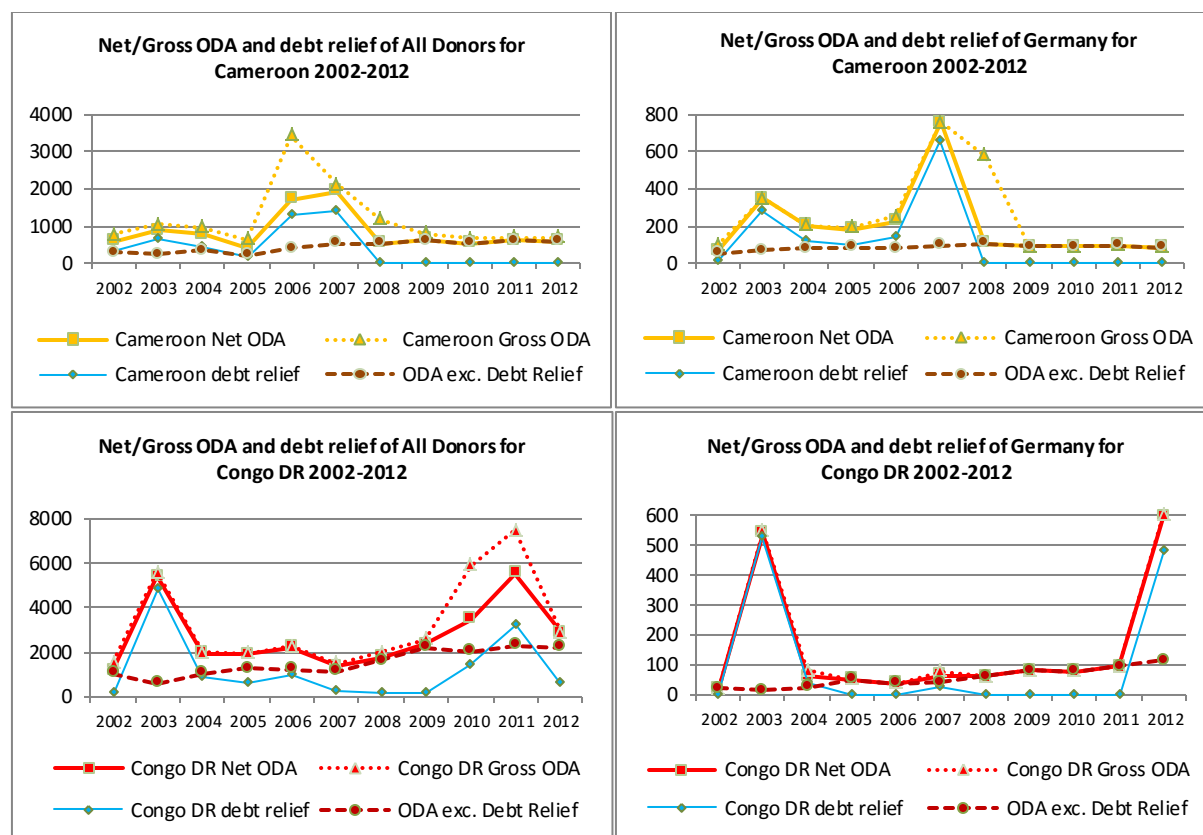 Net/Gross ODA and debt relief of All Donors for
Cameroon 2002-2012
4000
3000
2000
1000
0
2002 2003 2004 2005 2006 2007 2008 2009 2010 2011 2012
Cameroon Net ODA
Cameroon Gross ODA
Cameroon debt relief
ODA exc. Debt Relief
Net/Gross ODA and debt relief of Germany for
Cameroon 2002-2012
800
600
400
200
0
2002 2003 2004 2005 2006 2007 2008 2009 2010 2011 2012
Cameroon Net ODA
Cameroon Gross ODA
Cameroon debt relief
ODA exc. Debt Relief
Net/Gross ODA and debt relief of All Donors for
Congo DR 2002-2012
8000
6000
4000
2000
0
2002 2003 2004 2005 2006 2007 2008 2009 2010 2011 2012
Congo DR Net ODA
Congo DR Gross ODA
Congo DR debt relief
ODA exc. Debt Relief
Net/Gross ODA and debt relief of Germany for
Congo DR 2002-2012
600
500
400
300
200
100
0
2002 2003 2004 2005 2006 2007 2008 2009 2010 2011 2012
Congo DR Net ODA
Congo DR Gross ODA
Congo DR debt relief
ODA exc. Debt Relief